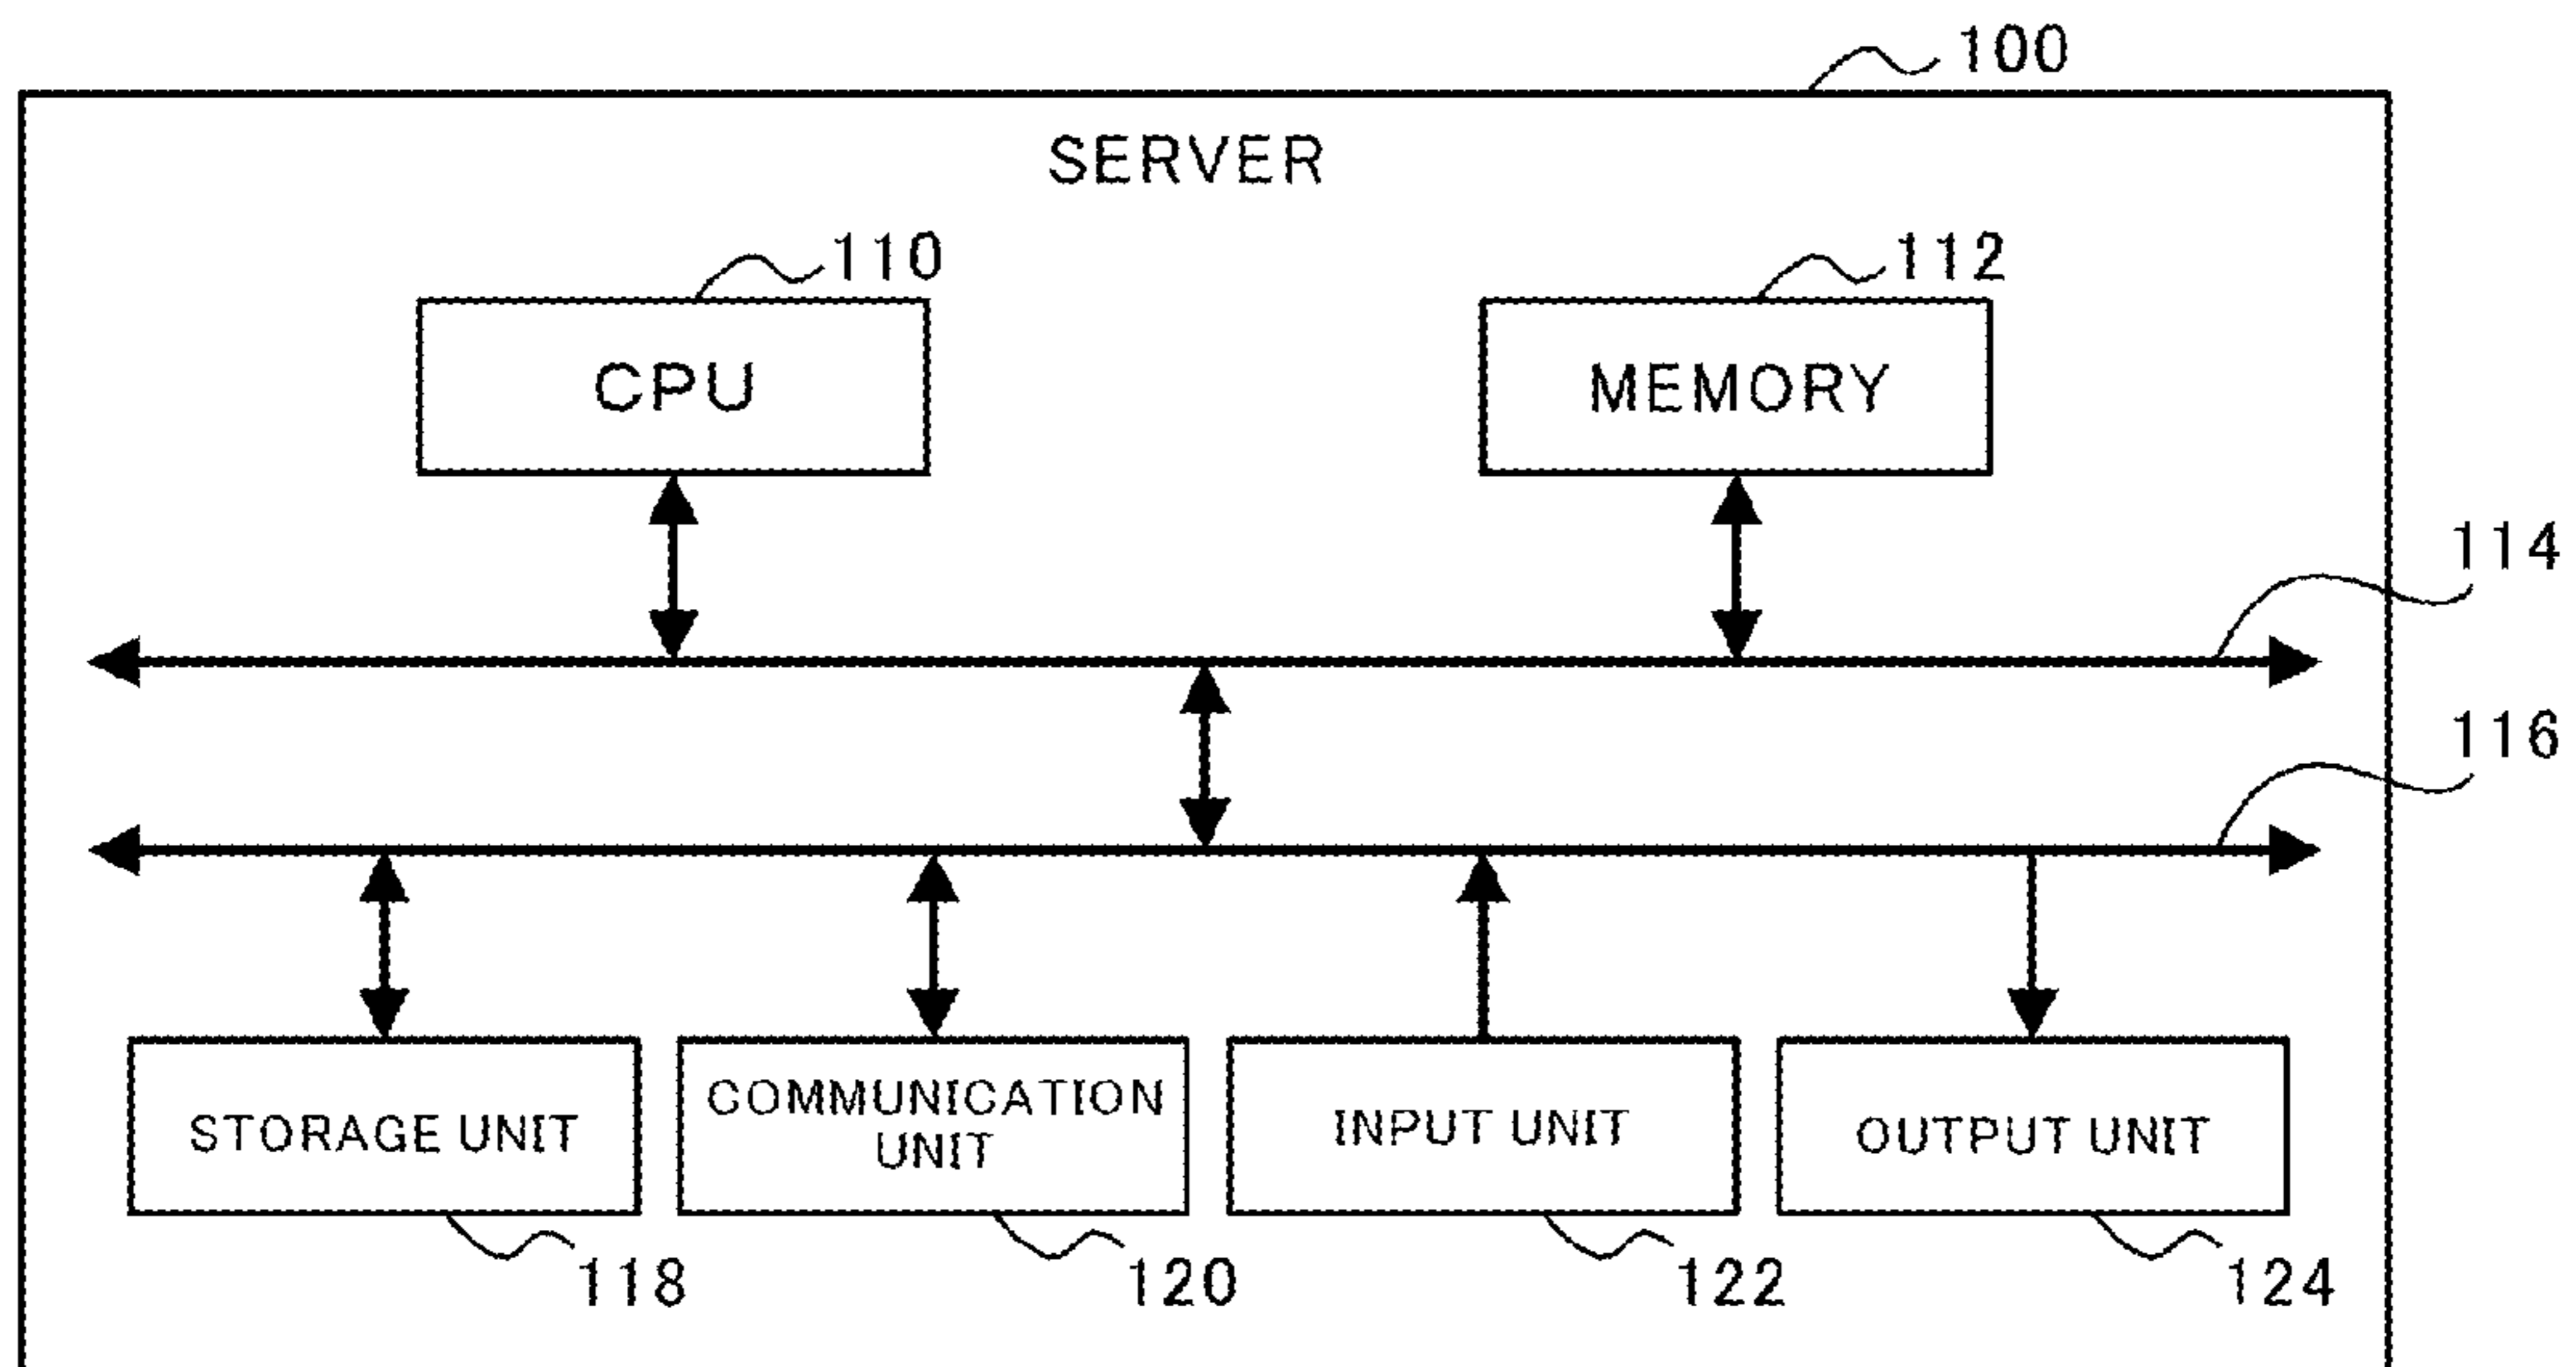 100
SERVER
110
112
CPU
MEMORY
114
116
STORAGE UNIT
COMMUNICATION
UNIT
INPUT UNIT
OUTPUT UNIT
118
120
122
124